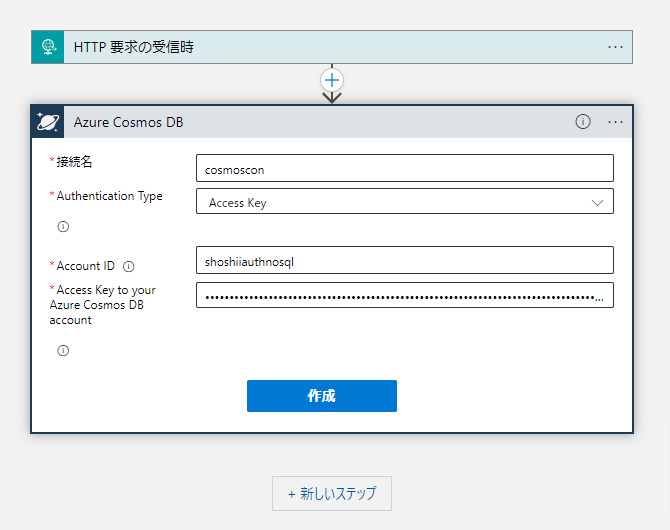 HTTP 要求の受信時
Azure Cosmos DB
*接続名
cosmoscon
*Authentication Type
Access Key
*Account ID
shoshiiauthnosql
*Access Key to your
Azure Cosmos DB
account
••••••••••••••••••••••••••••••••••••••••••••••••••••••••••••••••••••••••••••••••...
作成
+ 新しいステップ